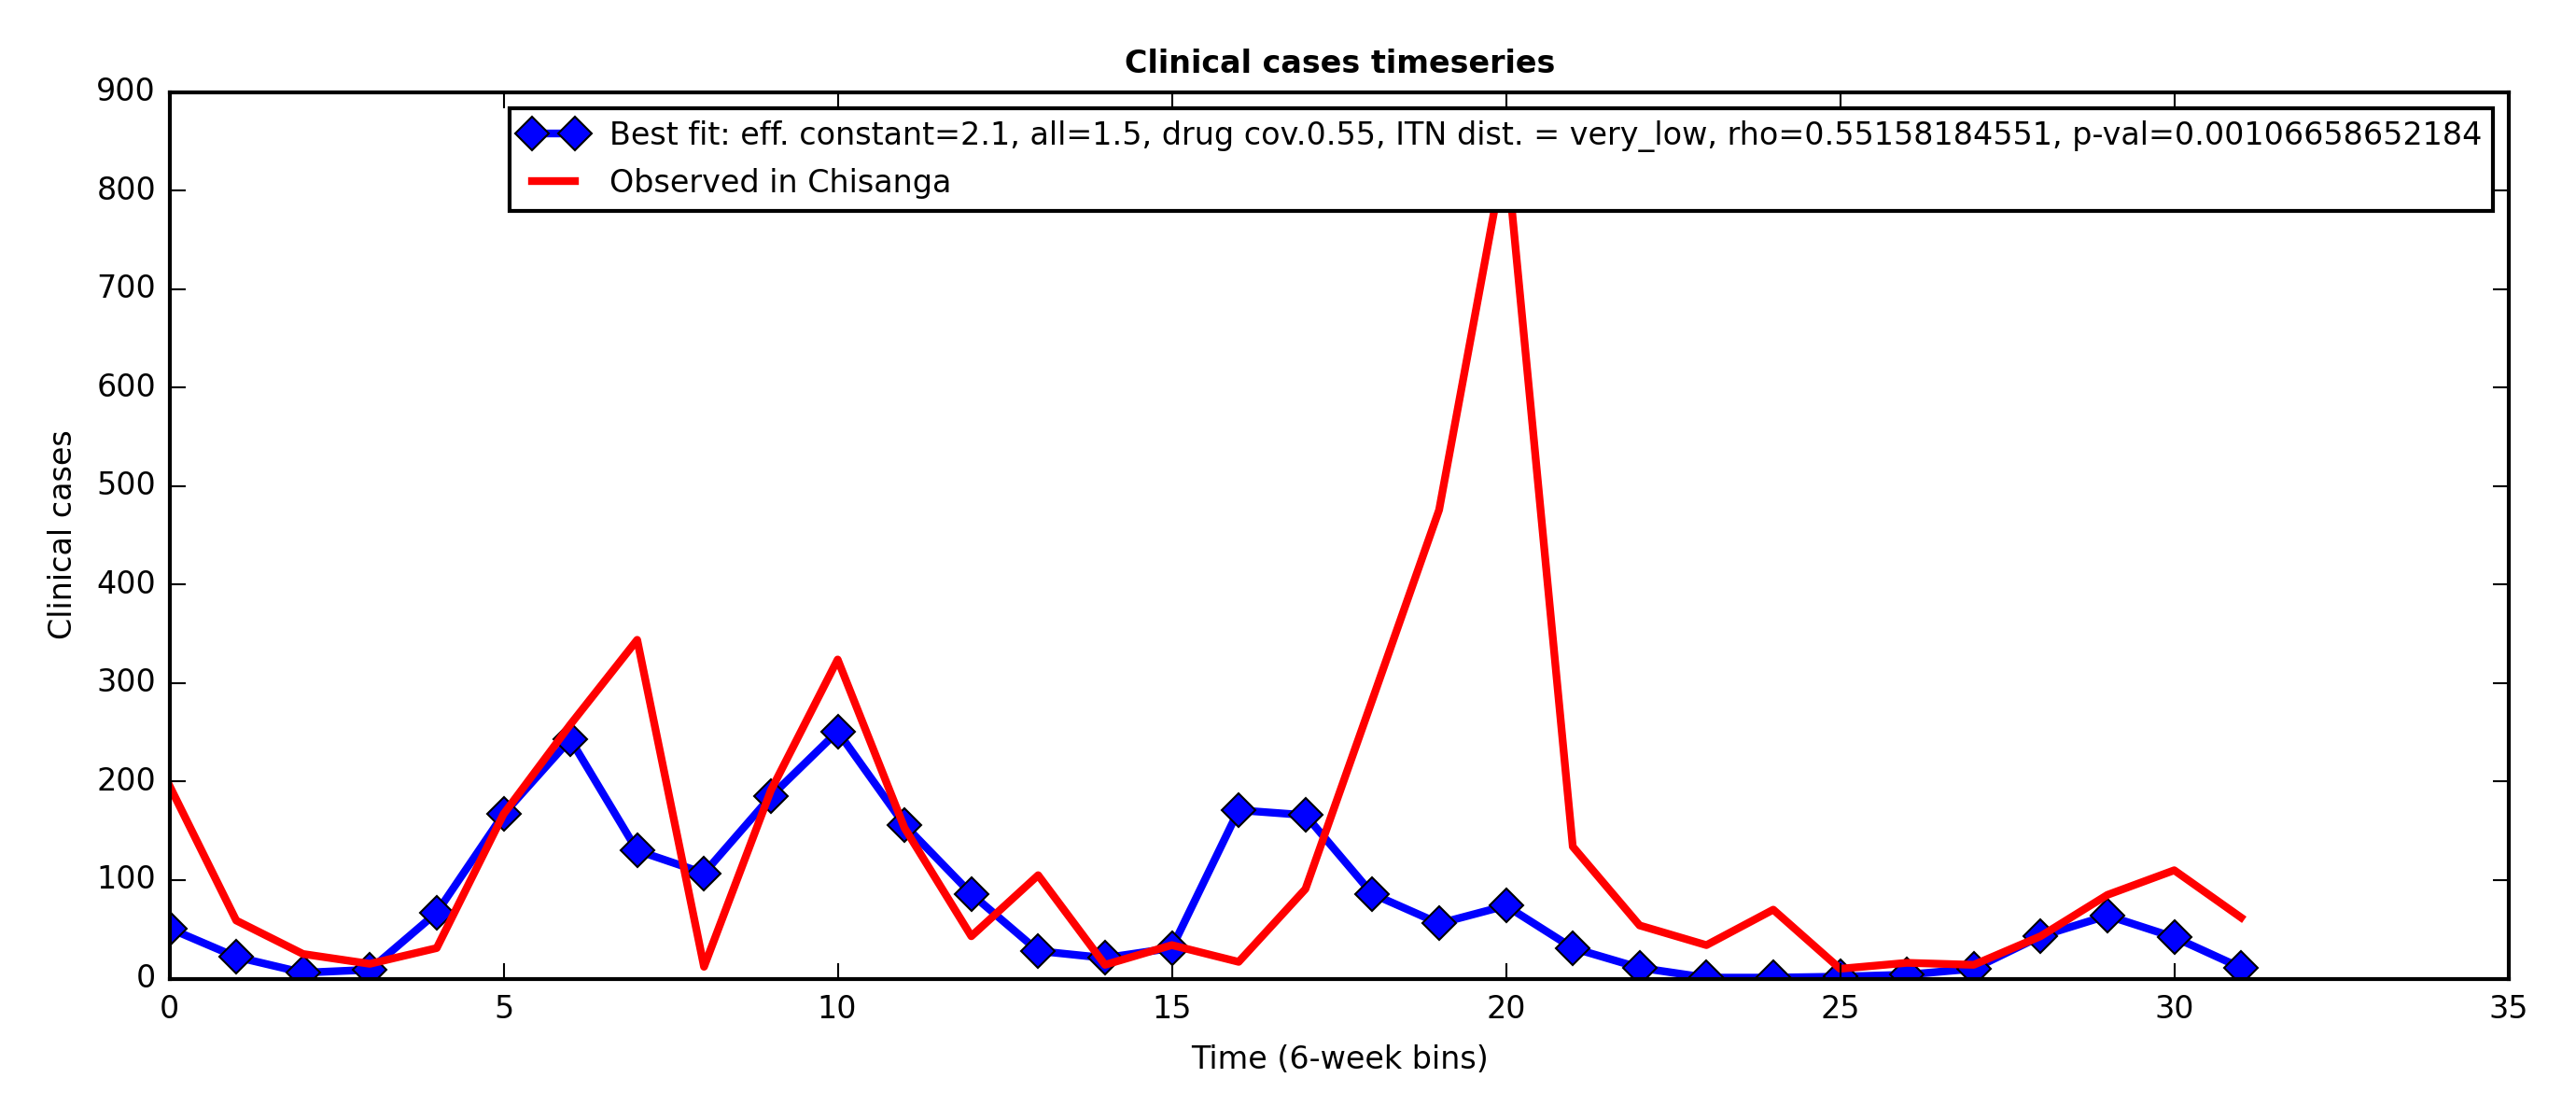 Clinical cases timeseries
900
800
700
600
500
400
300
200
100
0
Clinical cases
Best fit: eff. constant=2.1, all=1.5, drug cov.0.55, ITN dist. = very_low, rho=0.55158184551, p-val=0.00106658652184
Observed in Chisanga
0 5 10 15 20 25 30 35
Time (6-week bins)